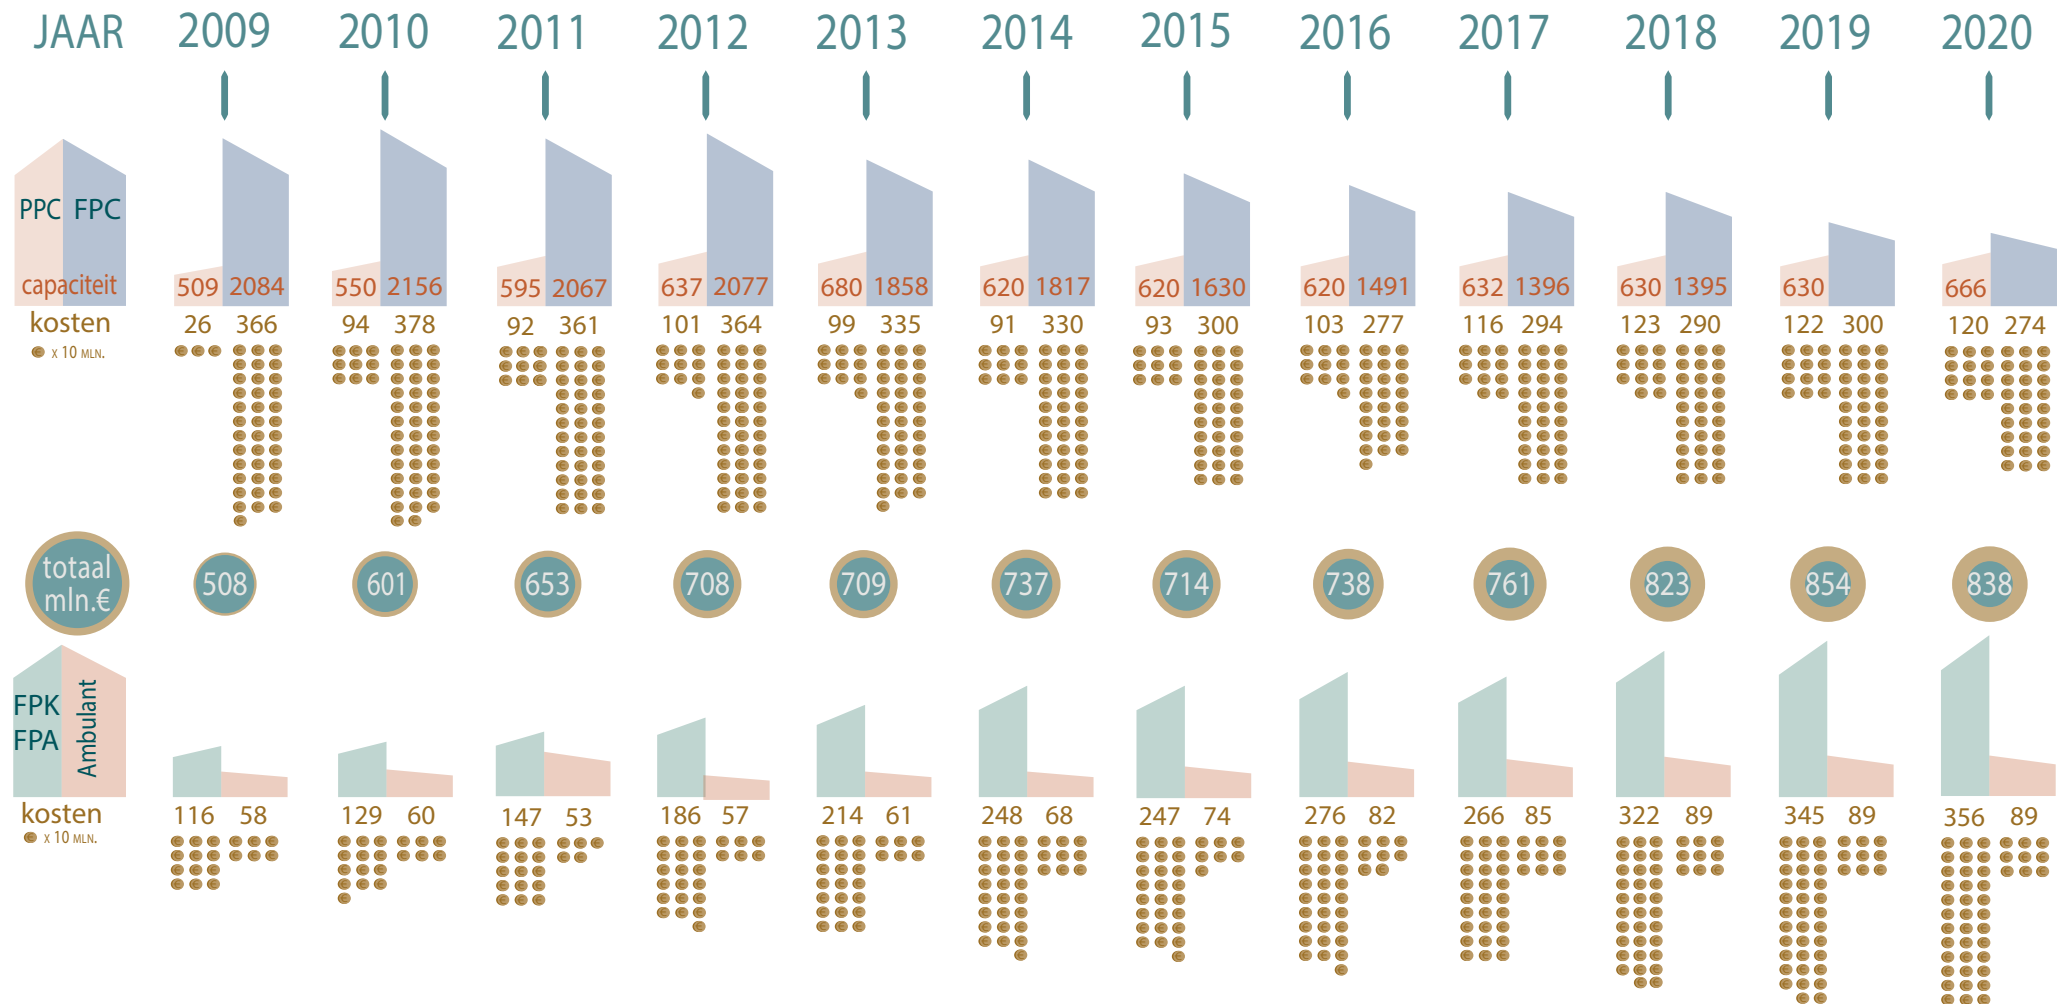 JAAR 2009 2010 2011 2012 2013 2014 2015 2016 2017 2018 2019 2020
PPC FPC
capaciteit 509 2084 550 2156 595 2067 637 2077 680 1858 620 1817 620 1630 620 1491 632 1396 630 1395 630 666
kosten 26 366 94 378 92 361 101 364 99 335 91 330 93 300 103 277 116 294 123 290 122 300 120 274
x 10 MLN.
totaal
mln.€ 508 601 653 708 709 737 714 738 761 823 854 838
FPK
FPA
Ambulant
kosten 116 58 129 60 147 53 186 57 214 61 248 68 247 74 276 82 266 85 322 89 345 89 356 89
x 10 MLN.